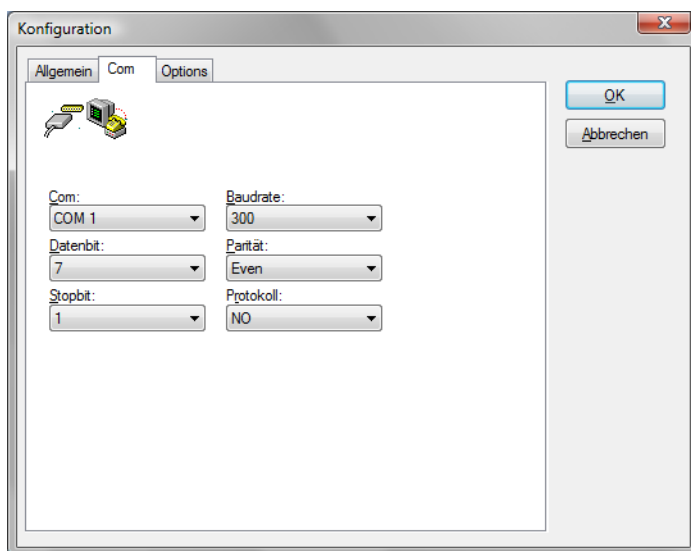 Konfiguration
Allgemein Com Options
OK
Abbrechen
Com: Baudrate:
COM 1 300
Datenbit: Parität:
7 Even
Stopbit: Protokoll:
1 NO